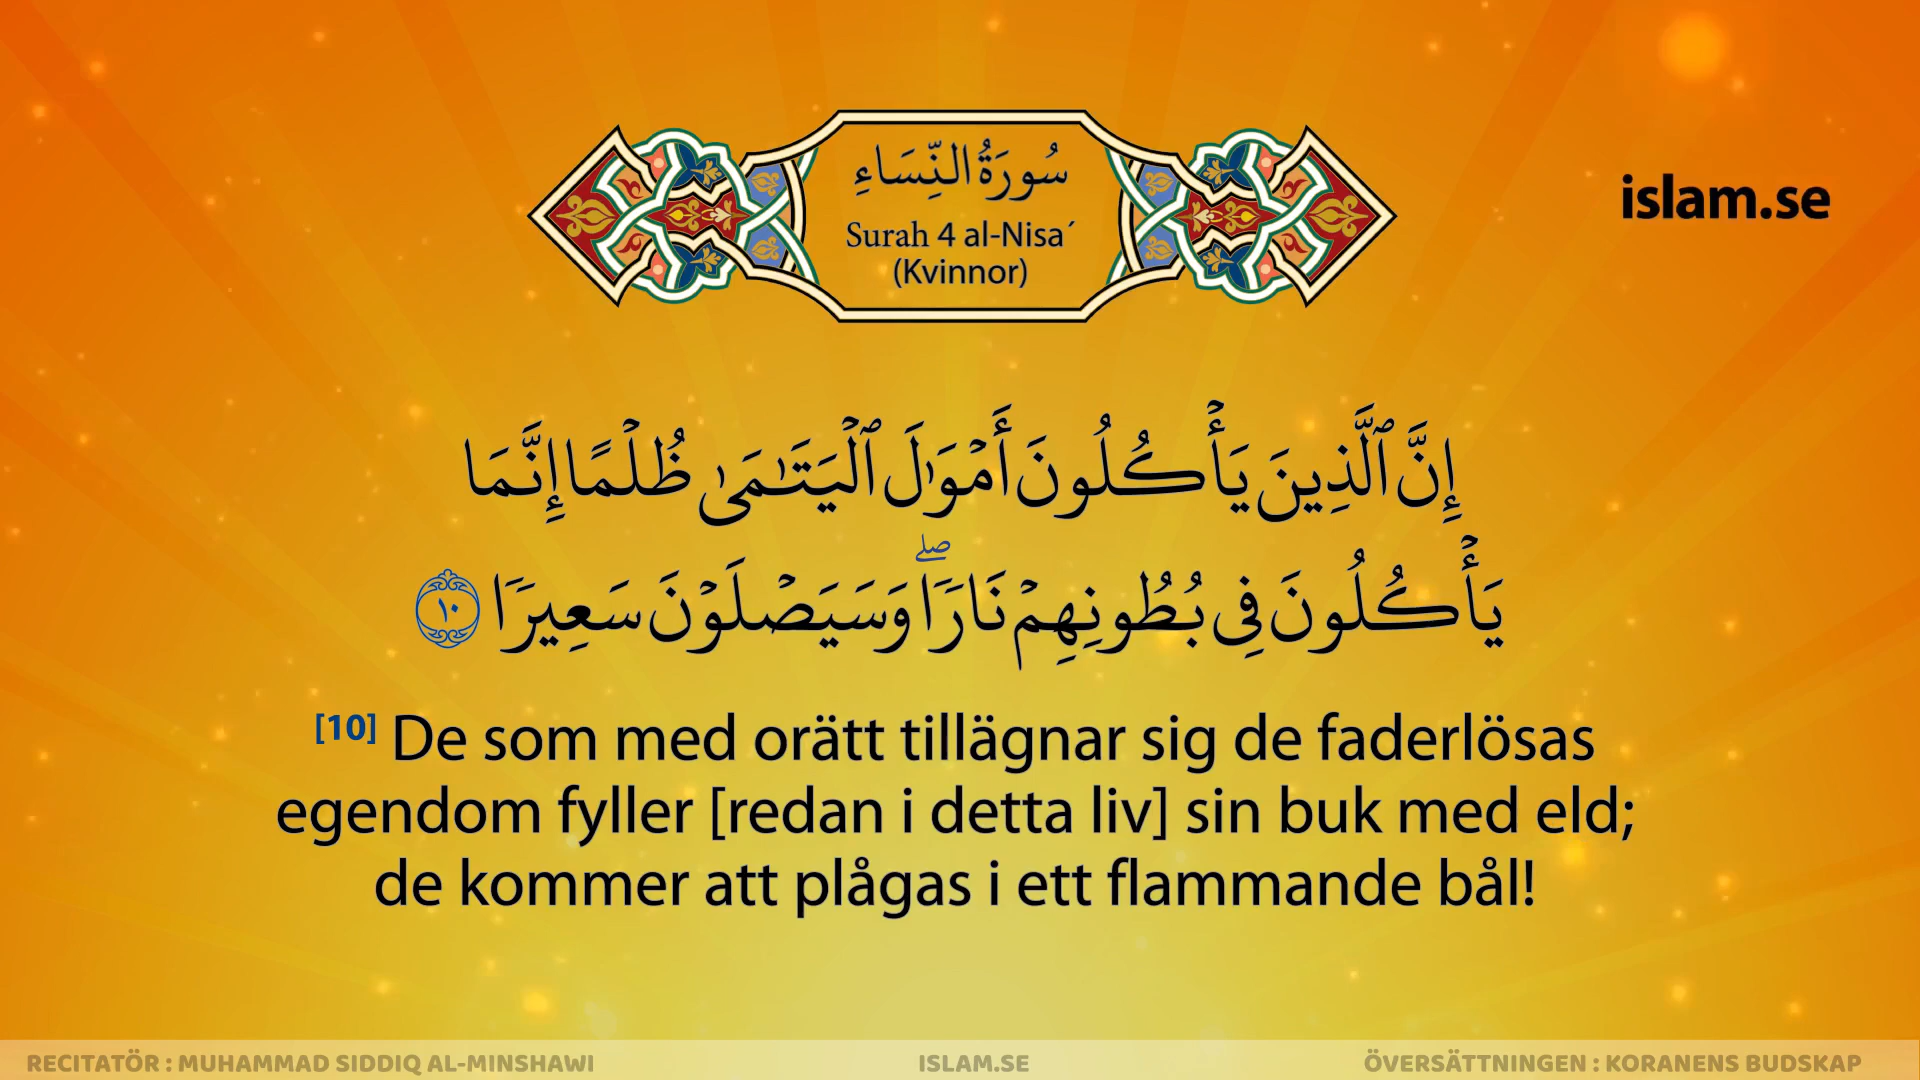 سُورَةُ النِّسَاءِ
Surah 4 al-Nisa´
(Kvinnor)
islam.se
إِنَّ ٱلَّذِينَ يَأۡكُلُونَ أَمۡوَٰلَ ٱلۡيَتَٰمَىٰ ظُلۡمًا إِنَّمَا
يَأۡكُلُونَ فِي بُطُونِهِمۡ نَارٗاۖ وَسَيَصۡلَوۡنَ سَعِيرٗا ١٠
[10] De som med orätt tillägnar sig de faderlösas
egendom fyller [redan i detta liv] sin buk med eld;
de kommer att plågas i ett flammande bål!
RECITATÖR : MUHAMMAD SIDDIQ AL-MINSHAWI
ISLAM.SE
ÖVERSÄTTNINGEN : KORANENS BUDSKAP